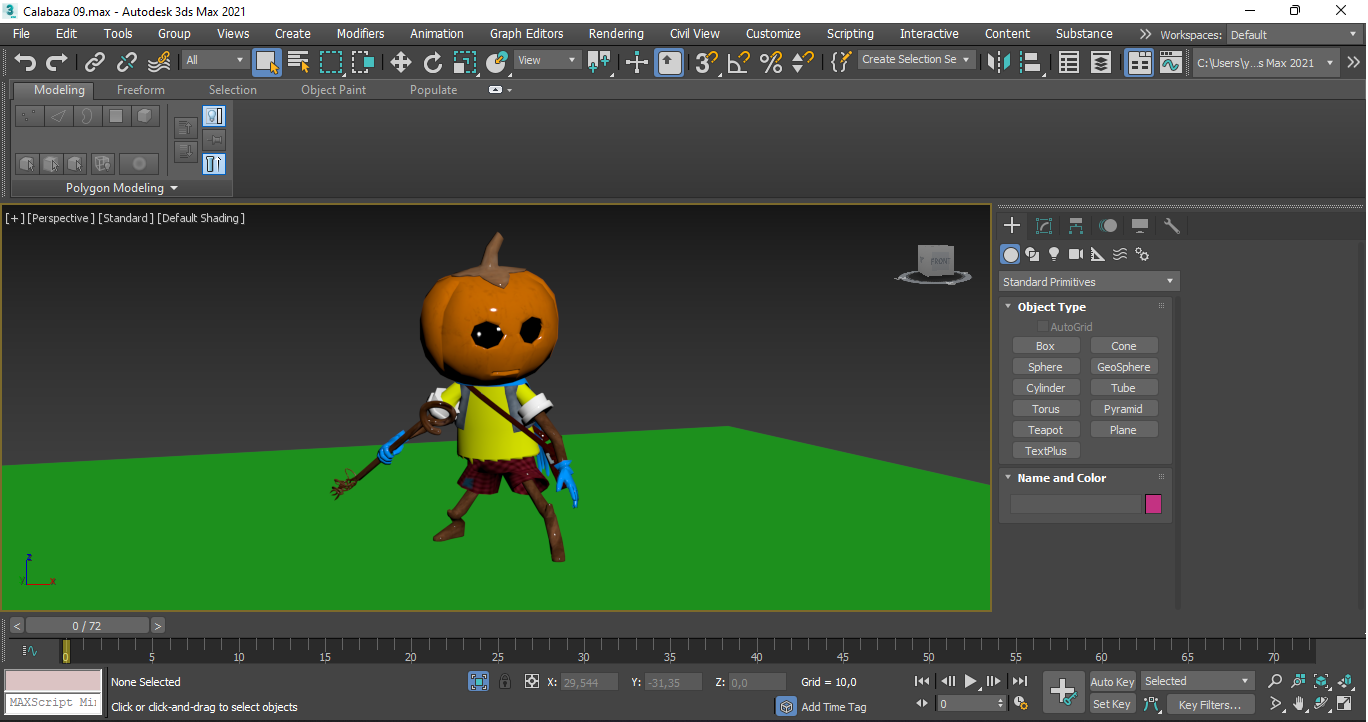 Calabaza 09.max - Autodesk 3ds Max 2021
File Edit Tools Group Views Create Modifiers Animation Graph Editors Rendering Civil View Customize Scripting Interactive Content Substance Workspaces: Default
All View Create Selection Se C:\Users\y...s Max 2021
Modeling Freeform Selection Object Paint Populate
Polygon Modeling
[+] [Perspective] [Standard] [Default Shading]
FRONT
Standard Primitives
Object Type
AutoGrid
Box Cone
Sphere GeoSphere
Cylinder Tube
Torus Pyramid
Teapot Plane
TextPlus
Name and Color
z
y x
< 0 / 72 >
0 5 10 15 20 25 30 35 40 45 50 55 60 65 70
None Selected X: 29,544 Y: -31,35 Z: 0,0 Grid = 10,0 Auto Key Selected
MAXScript Mi Click or click-and-drag to select objects Add Time Tag 0 Set Key Key Filters...